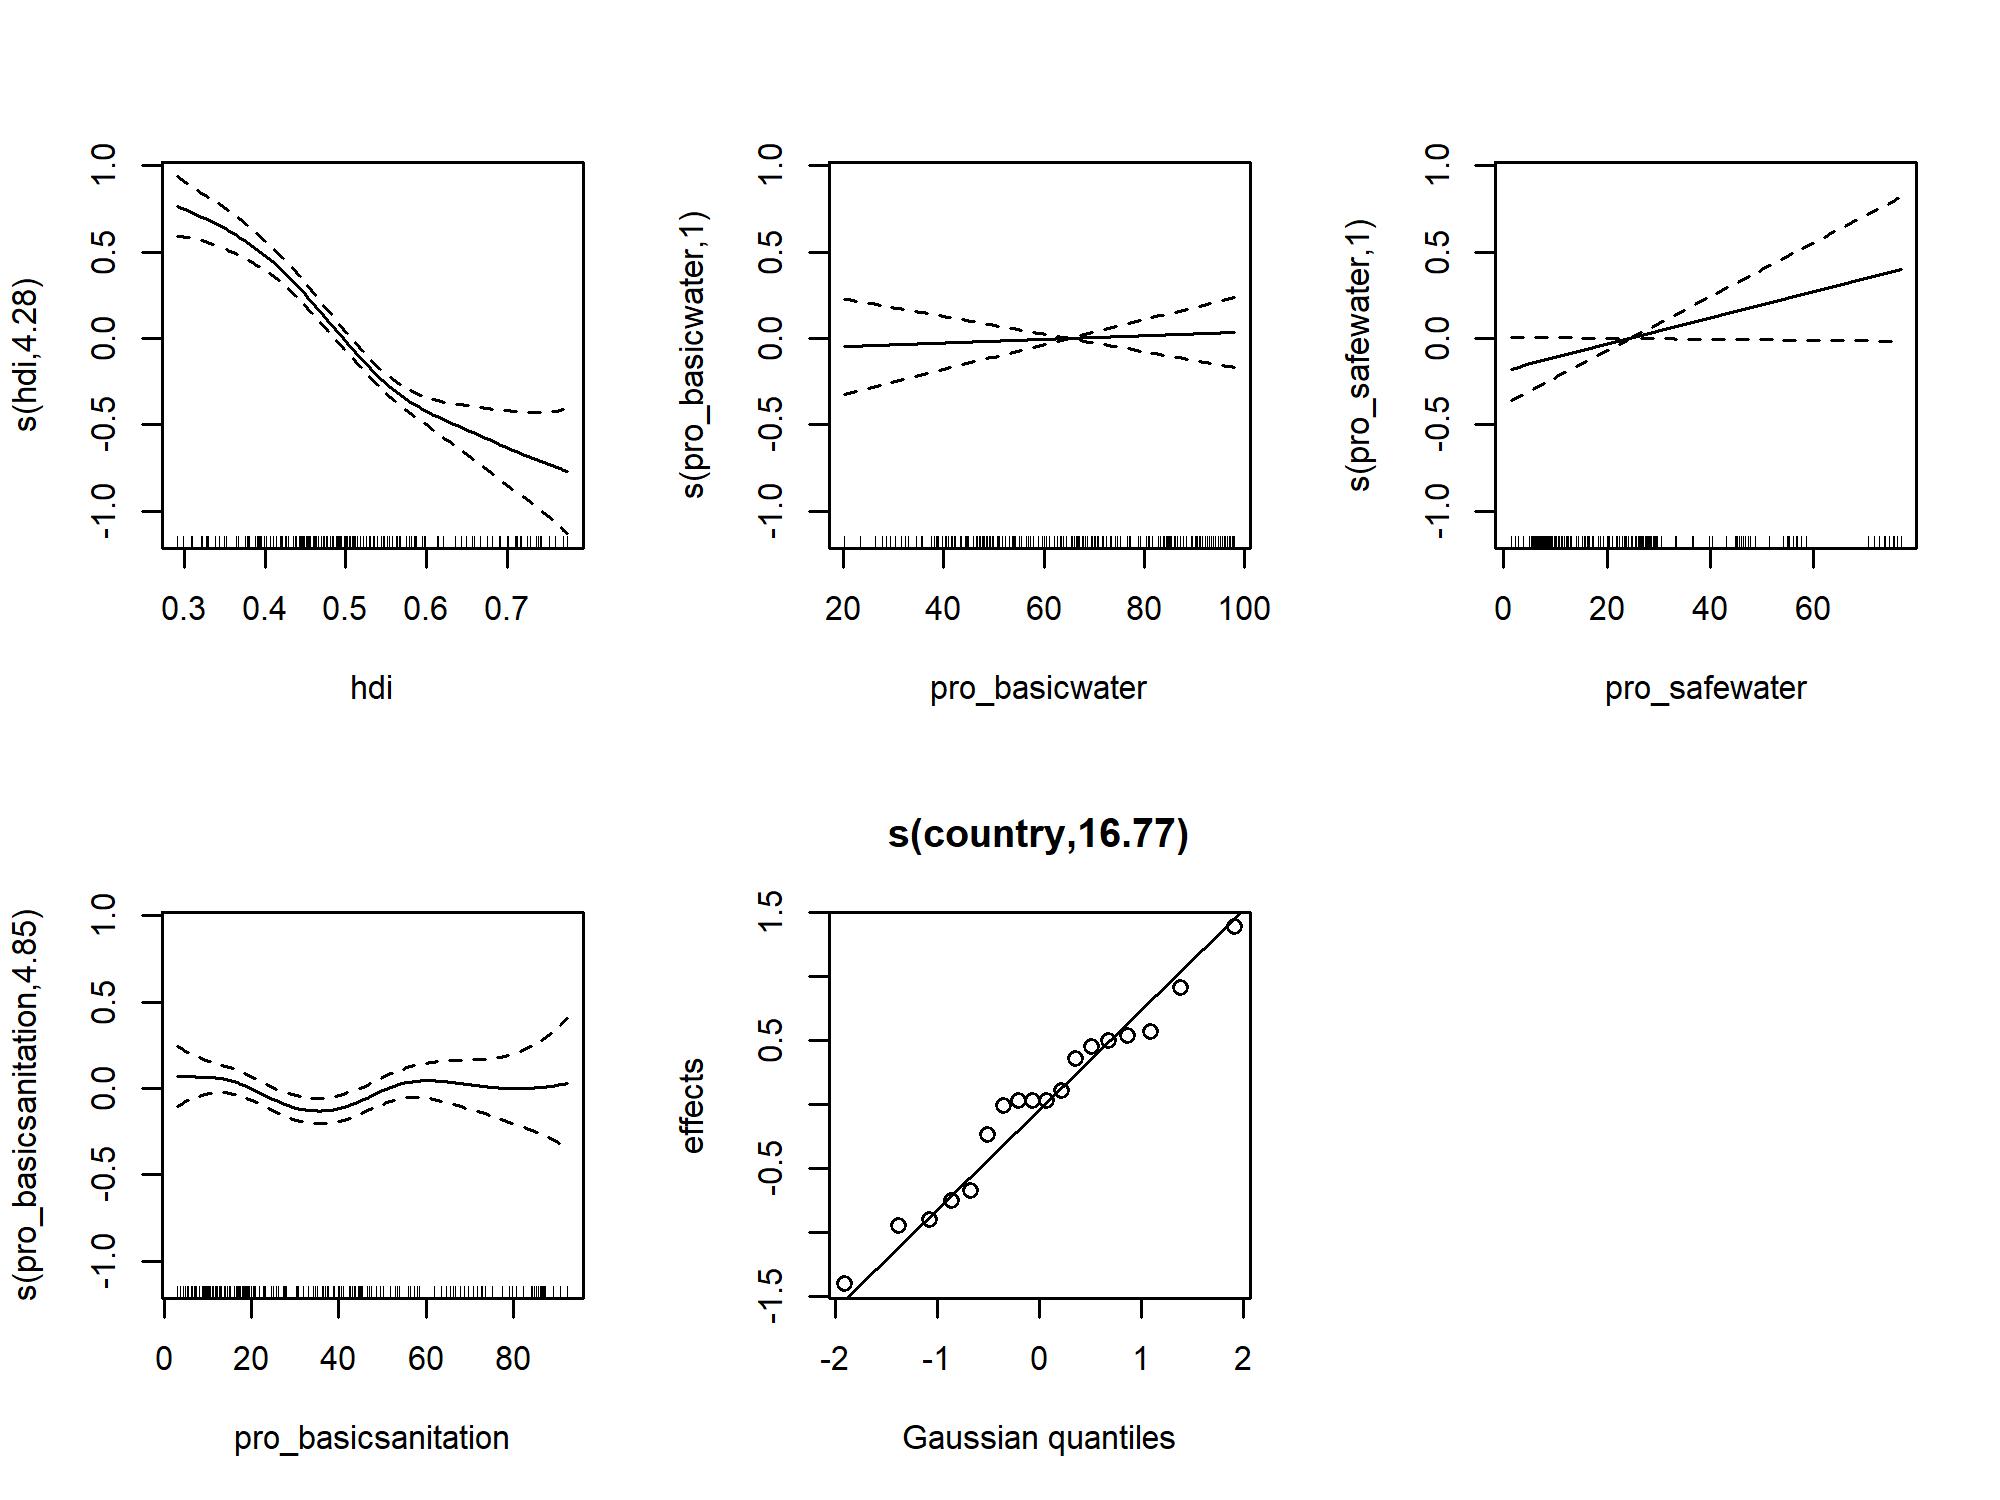 s(hdi,4.28)
1.0
0.5
0.0
-0.5
-1.0
0.3 0.4 0.5 0.6 0.7
hdi
s(pro_basicwater,1)
1.0
0.5
0.0
-0.5
-1.0
20 40 60 80 100
pro_basicwater
s(pro_safewater,1)
1.0
0.5
0.0
-0.5
-1.0
0 20 40 60
pro_safewater
s(pro_basicsanitation,4.85)
1.0
0.5
0.0
-0.5
-1.0
0 20 40 60 80
pro_basicsanitation
s(country,16.77)
effects
1.5
0.5
-0.5
-1.5
-2 -1 0 1 2
Gaussian quantiles